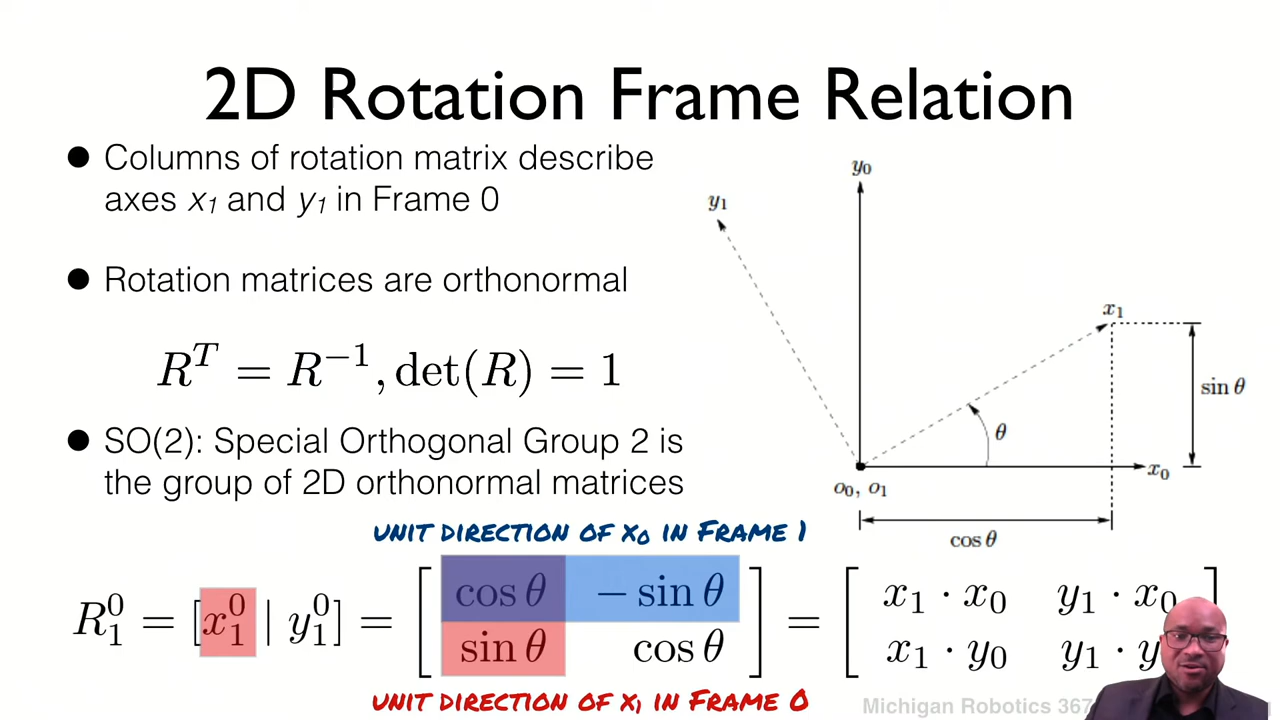 2D Rotation Frame Relation
● Columns of rotation matrix describe
axes x₁ and y₁ in Frame 0
● Rotation matrices are orthonormal
Rᵀ = R⁻¹, det(R) = 1
● SO(2): Special Orthogonal Group 2 is
the group of 2D orthonormal matrices
y₀
y₁
x₁
sin θ
θ
x₀
o₀, o₁
cos θ
UNIT DIRECTION OF X₀ IN FRAME 1
R₁⁰ = [x₁⁰ | y₁⁰] = [ cos θ − sin θ ] = [ x₁ · x₀ y₁ · x₀ ]
[ sin θ cos θ ] [ x₁ · y₀ y₁ · y
UNIT DIRECTION OF X₁ IN FRAME 0
Michigan Robotics 367